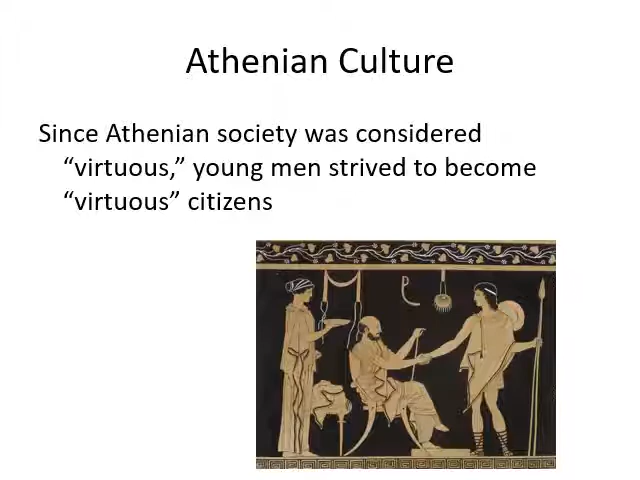 Athenian Culture
Since Athenian society was considered
“virtuous,” young men strived to become
“virtuous” citizens